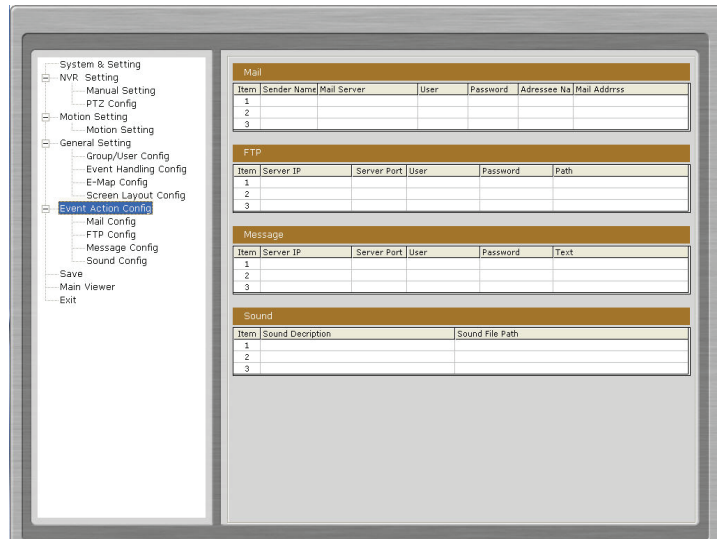 System & Setting
NVR Setting
Manual Setting
PTZ Config
Motion Setting
Motion Setting
General Setting
Group/User Config
Event Handling Config
E-Map Config
Screen Layout Config
Event Action Config
Mail Config
FTP Config
Message Config
Sound Config
Save
Main Viewer
Exit
Mail
Item Sender Name Mail Server User Password Adressee Na Mail Addrss
1
2
3
FTP
Item Server IP Server Port User Password Path
1
2
3
Message
Item Server IP Server Port User Password Text
1
2
3
Sound
Item Sound Decription Sound File Path
1
2
3